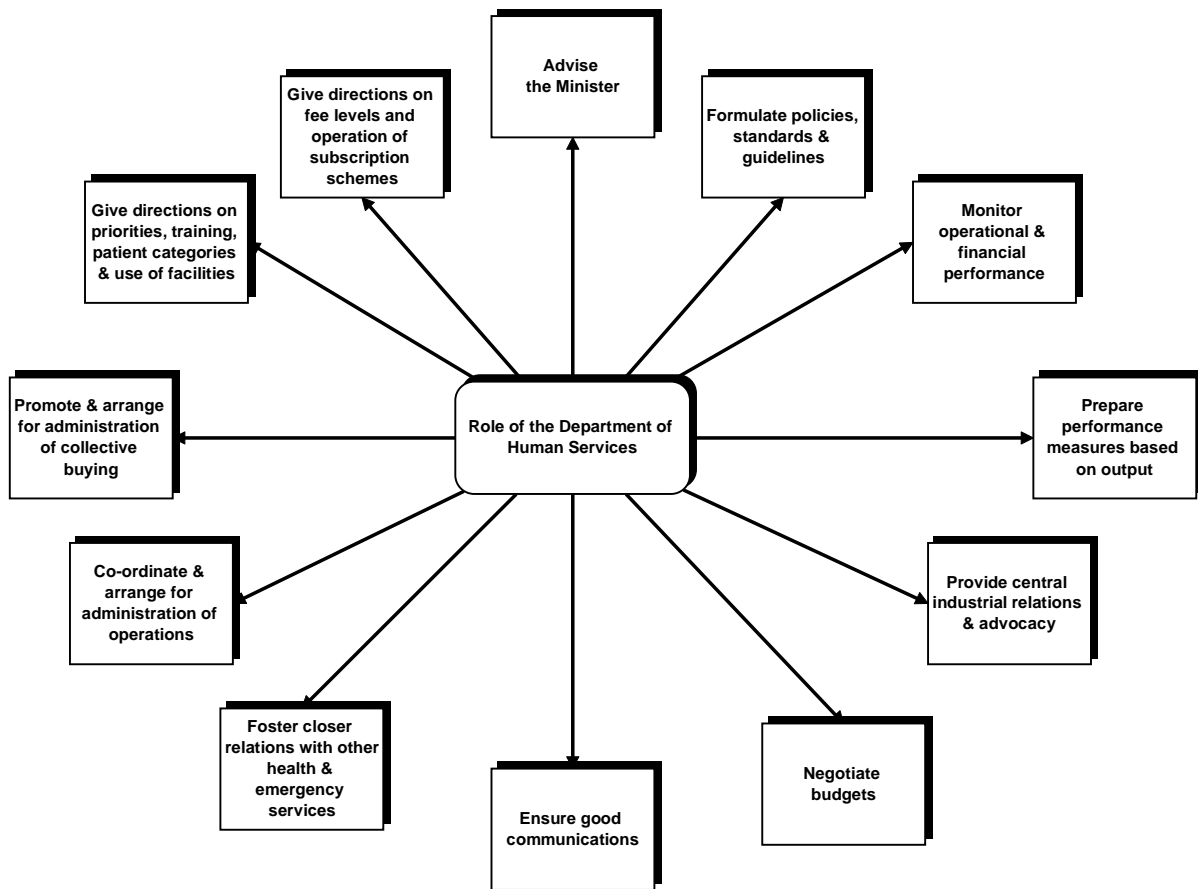 Advise
the Minister
Give directions on
fee levels and
operation of
subscription
schemes
Formulate policies,
standards &
guidelines
Give directions on
priorities, training,
patient categories
& use of facilities
Monitor
operational &
financial
performance
Promote & arrange
for administration
of collective
buying
Role of the Department of
Human Services
Prepare
performance
measures based
on output
Co-ordinate &
arrange for
administration of
operations
Provide central
industrial relations
& advocacy
Foster closer
relations with other
health &
emergency
services
Ensure good
communications
Negotiate
budgets